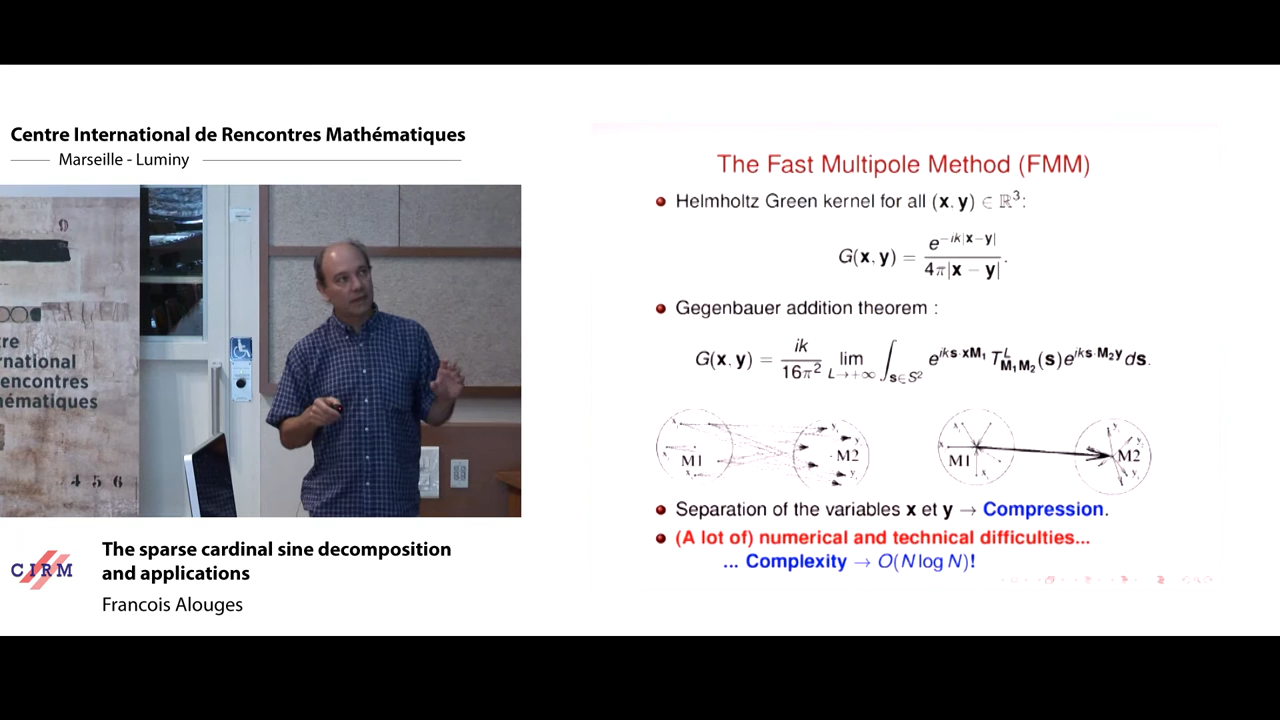 Centre International de Rencontres Mathématiques
Marseille - Luminy
tre
rnational
encontres
hématiques
4 5 6
CIRM
The sparse cardinal sine decomposition
and applications
Francois Alouges
The Fast Multipole Method (FMM)
Helmholtz Green kernel for all (x, y) ∈ ℝ³:
G(x, y) = e^{-ik|x-y|} / 4π|x - y| .
Gegenbauer addition theorem :
G(x, y) = ik / 16π² lim_{L→+∞} ∫_{s∈S²} e^{iks·xM₁} T^L_{M₁M₂}(s)e^{iks·M₂y} ds.
M1 M2 M1 M2
Separation of the variables x et y → Compression.
(A lot of) numerical and technical difficulties...
... Complexity → O(N log N)!